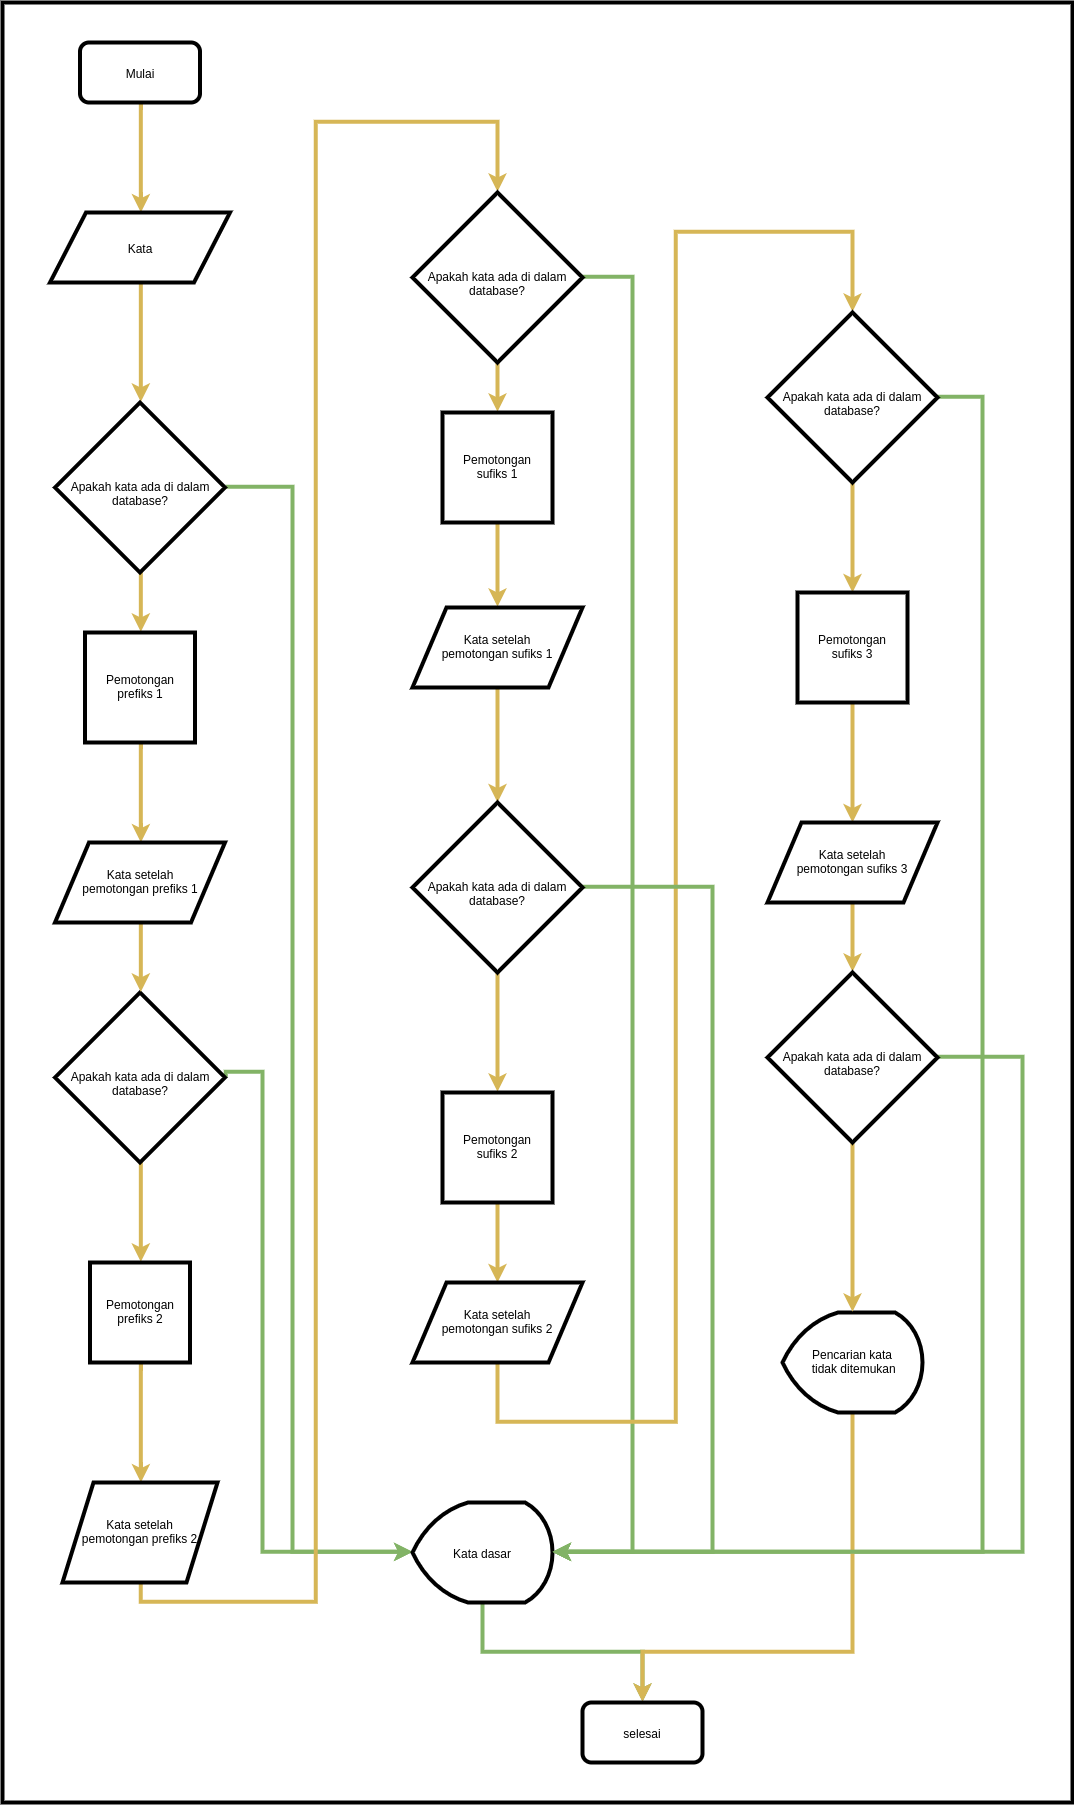 Mulai
Kata
Apakah kata ada di dalam
database?
Pemotongan
prefiks 1
Kata setelah
pemotongan prefiks 1
Apakah kata ada di dalam
database?
Pemotongan
prefiks 2
Kata setelah
pemotongan prefiks 2
Apakah kata ada di dalam
database?
Pemotongan
sufiks 1
Kata setelah
pemotongan sufiks 1
Apakah kata ada di dalam
database?
Pemotongan
sufiks 2
Kata setelah
pemotongan sufiks 2
Apakah kata ada di dalam
database?
Pemotongan
sufiks 3
Kata setelah
pemotongan sufiks 3
Apakah kata ada di dalam
database?
Pencarian kata
tidak ditemukan
Kata dasar
selesai